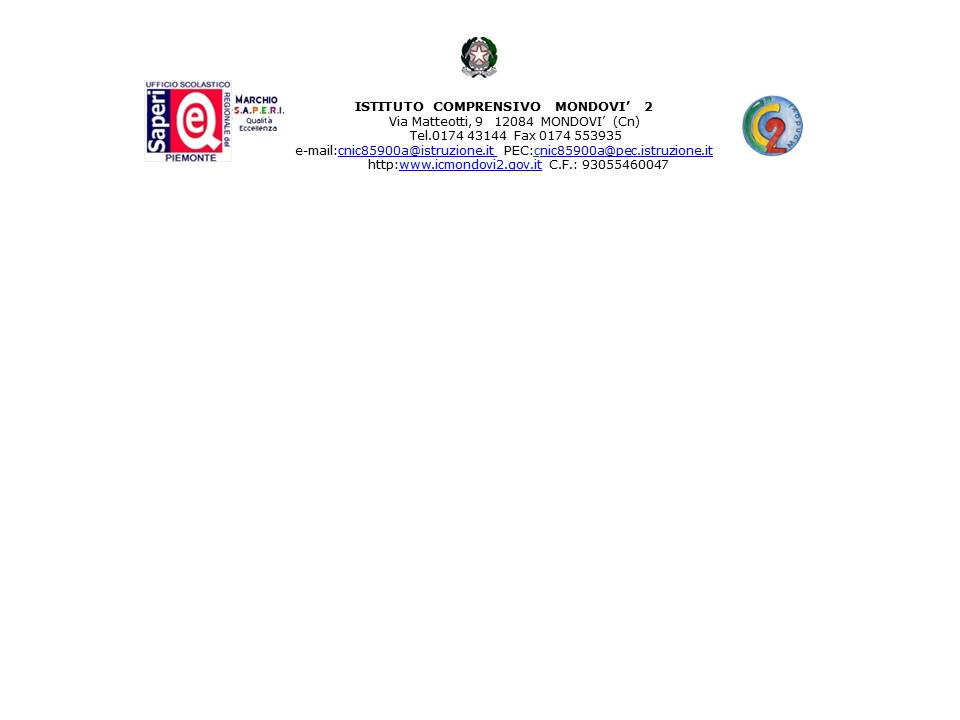 UFFICIO SCOLASTICO
Saperi
Q
REGIONALE del
PIEMONTE
MARCHIO
S.A.P.E.R.I.
Qualità
Eccellenza
ISTITUTO COMPRENSIVO MONDOVI’ 2
Via Matteotti, 9 12084 MONDOVI´ (Cn)
Tel.0174 43144 Fax 0174 553935
e-mail:cnic85900a@istruzione.it PEC:cnic85900a@pec.istruzione.it
http:www.icmondovi2.gov.it C.F.: 93055460047
2